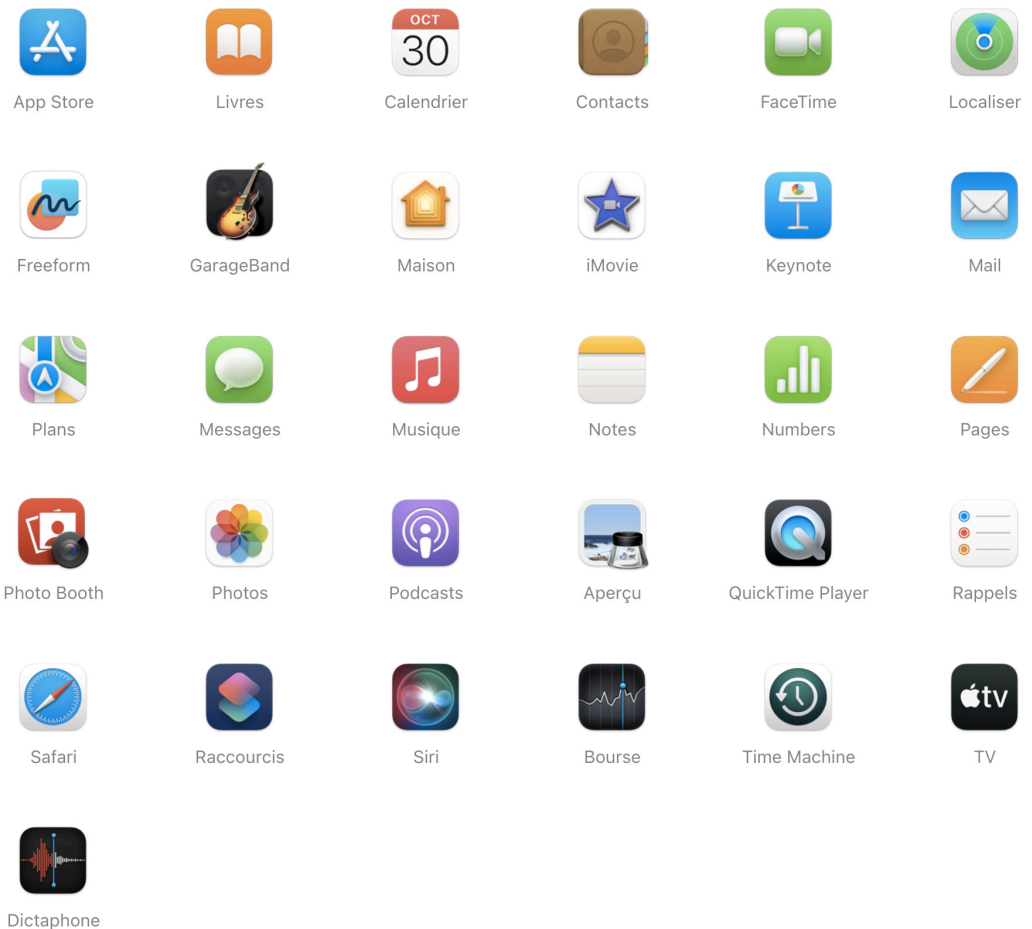 OCT
30
App Store
Livres
Calendrier
Contacts
FaceTime
Localiser
Freeform
GarageBand
Maison
iMovie
Keynote
Mail
Plans
Messages
Musique
Notes
Numbers
Pages
Photo Booth
Photos
Podcasts
Aperçu
QuickTime Player
Rappels
tv
Safari
Raccourcis
Siri
Bourse
Time Machine
TV
Dictaphone